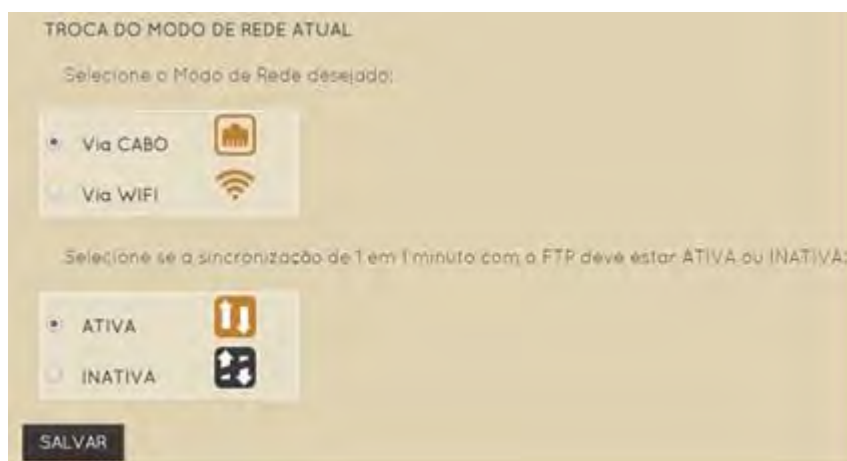 TROCA DO MODO DE REDE ATUAL
Selecione o Modo de Rede desejado:
Via CABO
Via WIFI
Selecione se a sincronização de 1 em 1 minuto com o FTP deve estar ATIVA ou INATIVA:
ATIVA
INATIVA
SALVAR